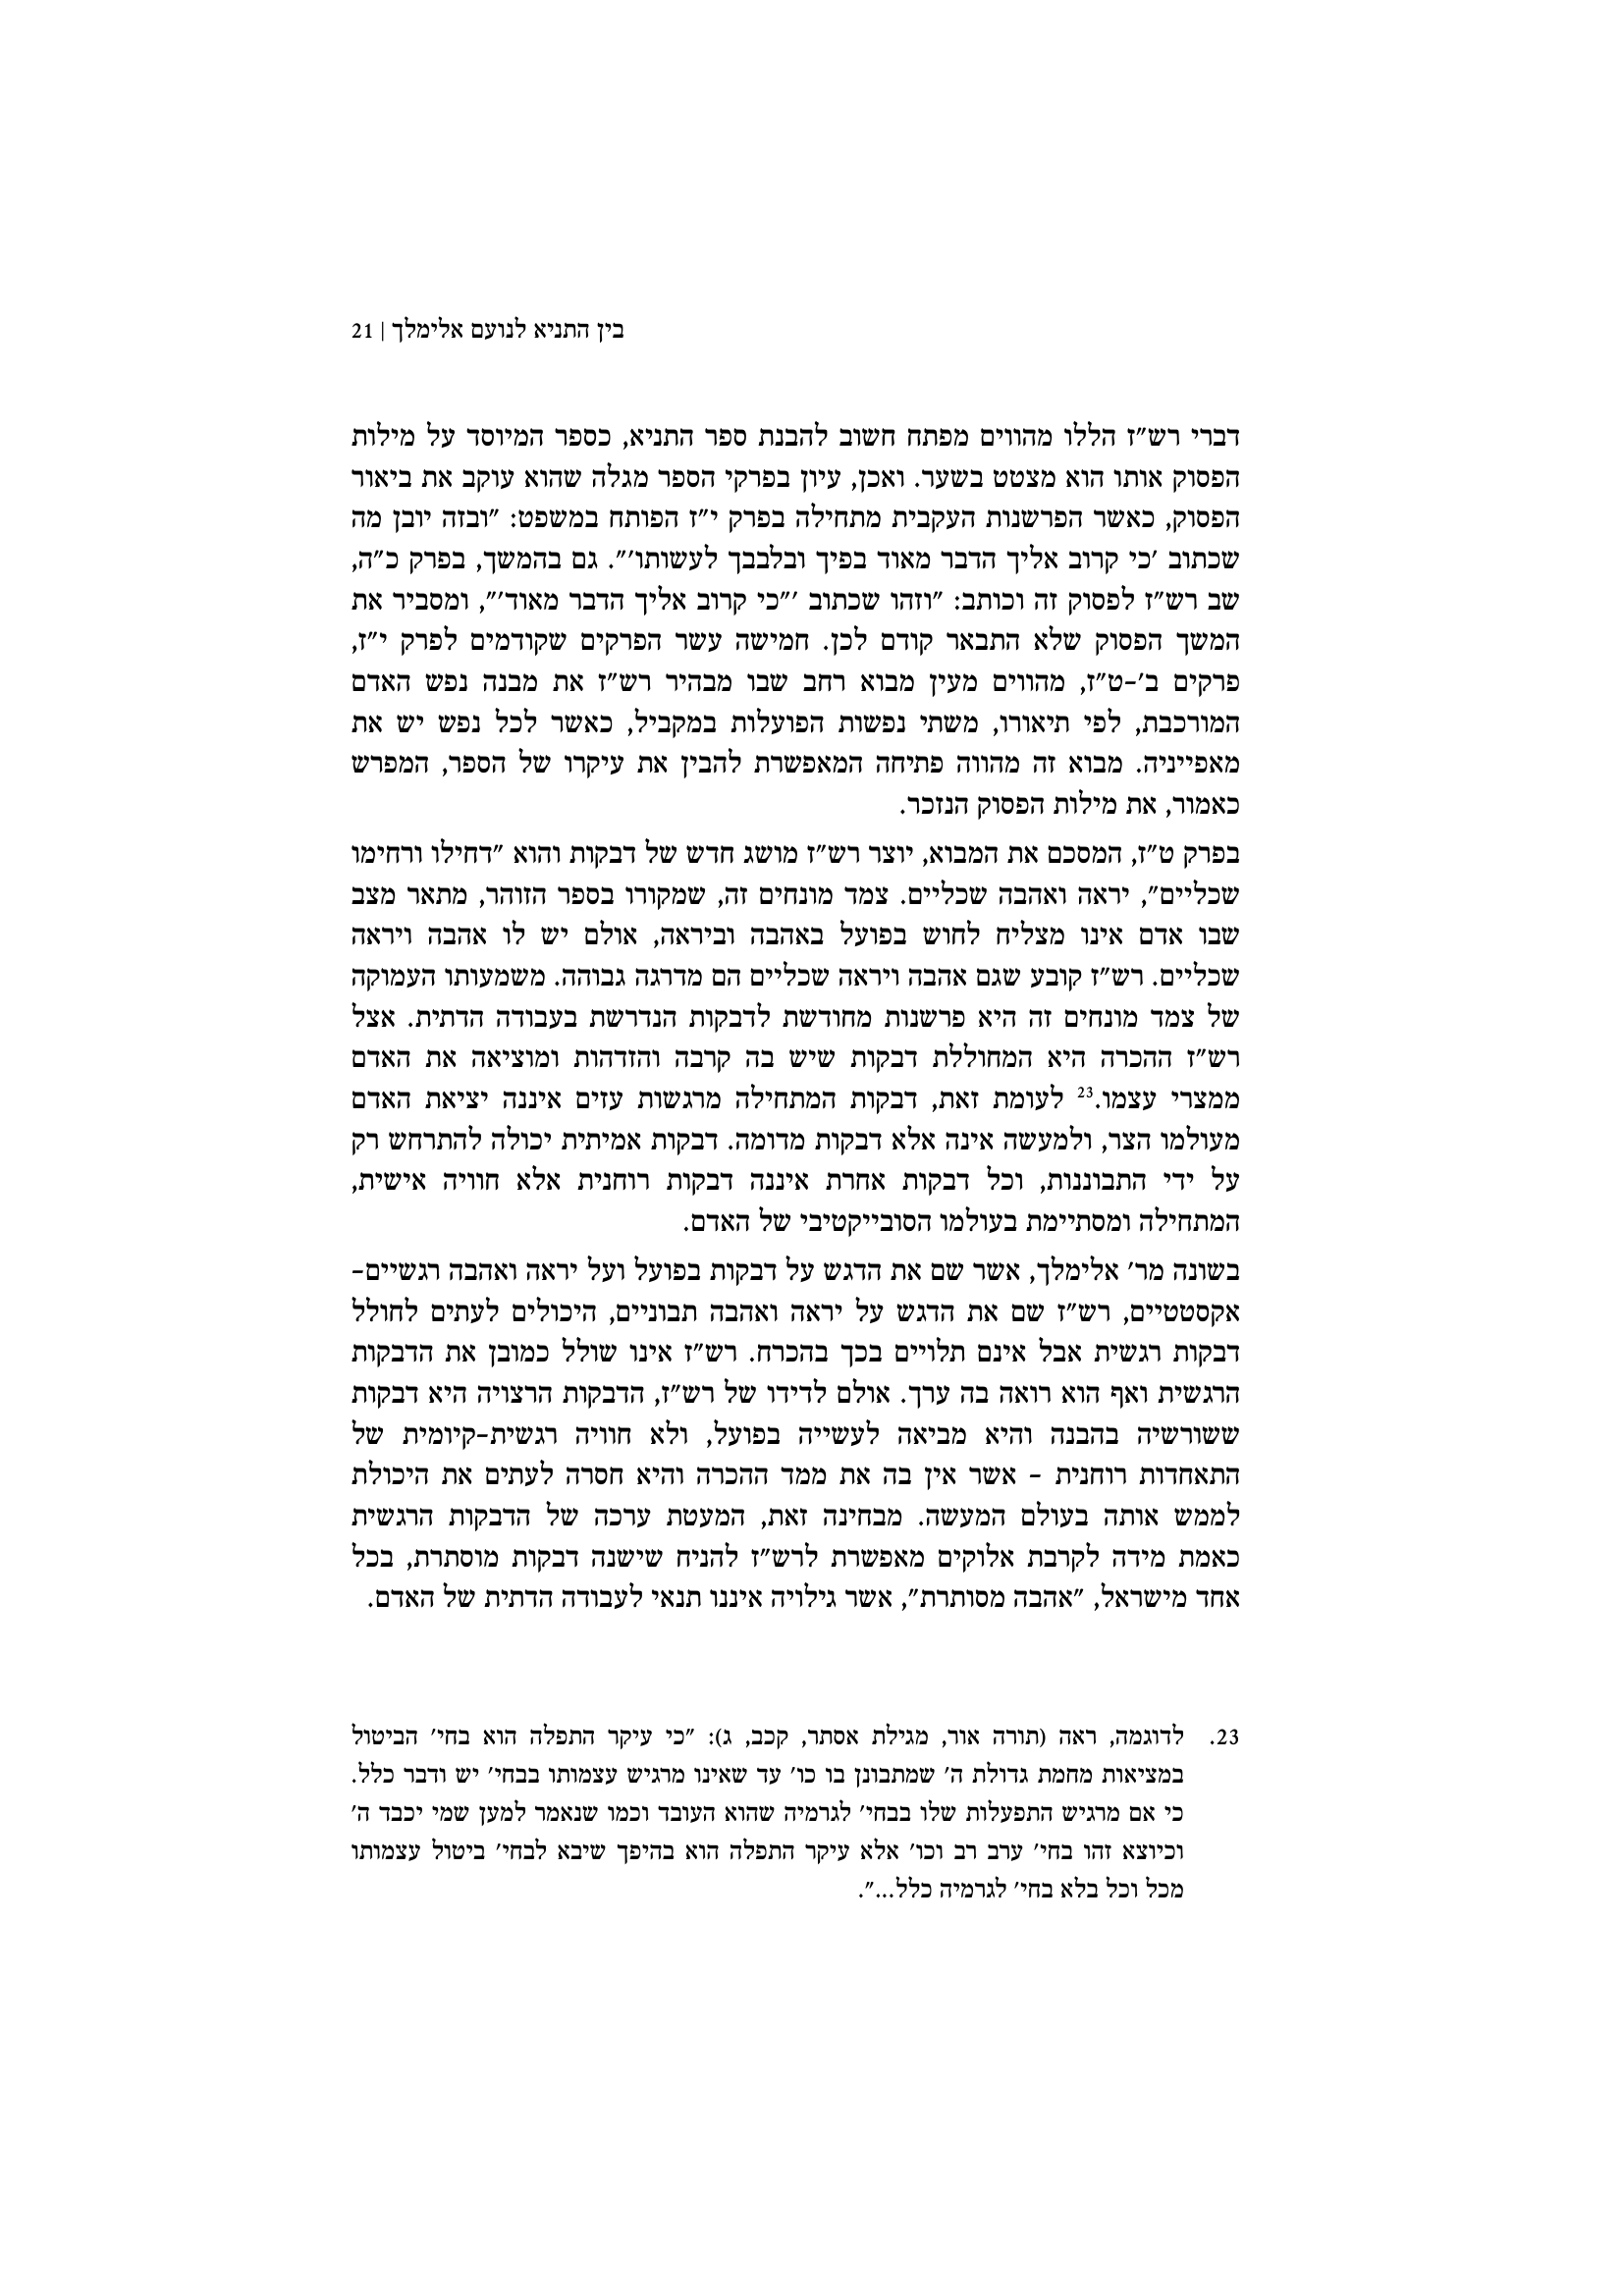 בין התניא לנועם אלימלך | 21
דברי רש"ז הללו מהווים מפתח חשוב להבנת ספר התניא, כספר המיוסד על מילות
הפסוק אותו הוא מצטט בשער. ואכן, עיון בפרקי הספר מגלה שהוא עוקב את ביאור
הפסוק, כאשר הפרשנות העקבית מתחילה בפרק י"ז הפותח במשפט: "ובזה יובן מה
שכתוב 'כי קרוב אליך הדבר מאוד בפיך ובלבבך לעשותו'". גם בהמשך, בפרק כ"ה,
שב רש"ז לפסוק זה וכותב: "וזהו שכתוב '"כי קרוב אליך הדבר מאוד'", ומסביר את
המשך הפסוק שלא התבאר קודם לכן. חמישה עשר הפרקים שקודמים לפרק י"ז,
פרקים ב'-ט"ז, מהווים מעין מבוא רחב שבו מבהיר רש"ז את מבנה נפש האדם
המורכבת, לפי תיאורו, משתי נפשות הפועלות במקביל, כאשר לכל נפש יש את
מאפייניה. מבוא זה מהווה פתיחה המאפשרת להבין את עיקרו של הספר, המפרש
כאמור, את מילות הפסוק הנזכר.
בפרק ט"ז, המסכם את המבוא, יוצר רש"ז מושג חדש של דבקות והוא "דחילו ורחימו
שכליים", יראה ואהבה שכליים. צמד מונחים זה, שמקורו בספר הזוהר, מתאר מצב
שבו אדם אינו מצליח לחוש בפועל באהבה וביראה, אולם יש לו אהבה ויראה
שכליים. רש"ז קובע שגם אהבה ויראה שכליים הם מדרגה גבוהה. משמעותו העמוקה
של צמד מונחים זה היא פרשנות מחודשת לדבקות הנדרשת בעבודה הדתית. אצל
רש"ז ההכרה היא המחוללת דבקות שיש בה קרבה והזדהות ומוציאה את האדם
ממצרי עצמו.23 לעומת זאת, דבקות המתחילה מרגשות עזים איננה יציאת האדם
מעולמו הצר, ולמעשה אינה אלא דבקות מדומה. דבקות אמיתית יכולה להתרחש רק
על ידי התבוננות, וכל דבקות אחרת איננה דבקות רוחנית אלא חוויה אישית,
המתחילה ומסתיימת בעולמו הסובייקטיבי של האדם.
בשונה מר' אלימלך, אשר שם את הדגש על דבקות בפועל ועל יראה ואהבה רגשיים-
אקסטטיים, רש"ז שם את הדגש על יראה ואהבה תבוניים, היכולים לעתים לחולל
דבקות רגשית אבל אינם תלויים בכך בהכרח. רש"ז אינו שולל כמובן את הדבקות
הרגשית ואף הוא רואה בה ערך. אולם לדידו של רש"ז, הדבקות הרצויה היא דבקות
ששורשיה בהבנה והיא מביאה לעשייה בפועל, ולא חוויה רגשית-קיומית של
התאחדות רוחנית – אשר אין בה את ממד ההכרה והיא חסרה לעתים את היכולת
לממש אותה בעולם המעשה. מבחינה זאת, המעטת ערכה של הדבקות הרגשית
כאמת מידה לקרבת אלוקים מאפשרת לרש"ז להניח שישנה דבקות מוסתרת, בכל
אחד מישראל, "אהבה מסותרת", אשר גילויה איננו תנאי לעבודה הדתית של האדם.
23. לדוגמה, ראה (תורה אור, מגילת אסתר, קכב, ג): "כי עיקר התפלה הוא בחי' הביטול
במציאות מחמת גדולת ה' שמתבונן בו כו' עד שאינו מרגיש עצמותו בבחי' יש ודבר כלל.
כי אם מרגיש התפעלות שלו בבחי' לגרמיה שהוא העובד וכמו שנאמר למען שמי יכבד ה'
וכיוצא זהו בחי' ערב רב וכו' אלא עיקר התפלה הוא בהיפך שיבא לבחי' ביטול עצמותו
מכל וכל בלא בחי' לגרמיה כלל...".